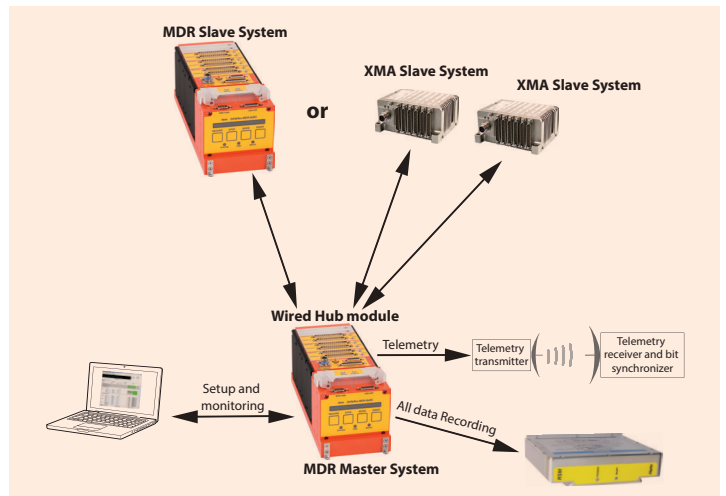 MDR Slave System
or
XMA Slave System
XMA Slave System
Wired Hub module
Telemetry
Telemetry
transmitter
Telemetry
receiver and bit
synchronizer
Setup and
monitoring
All data Recording
MDR Master System